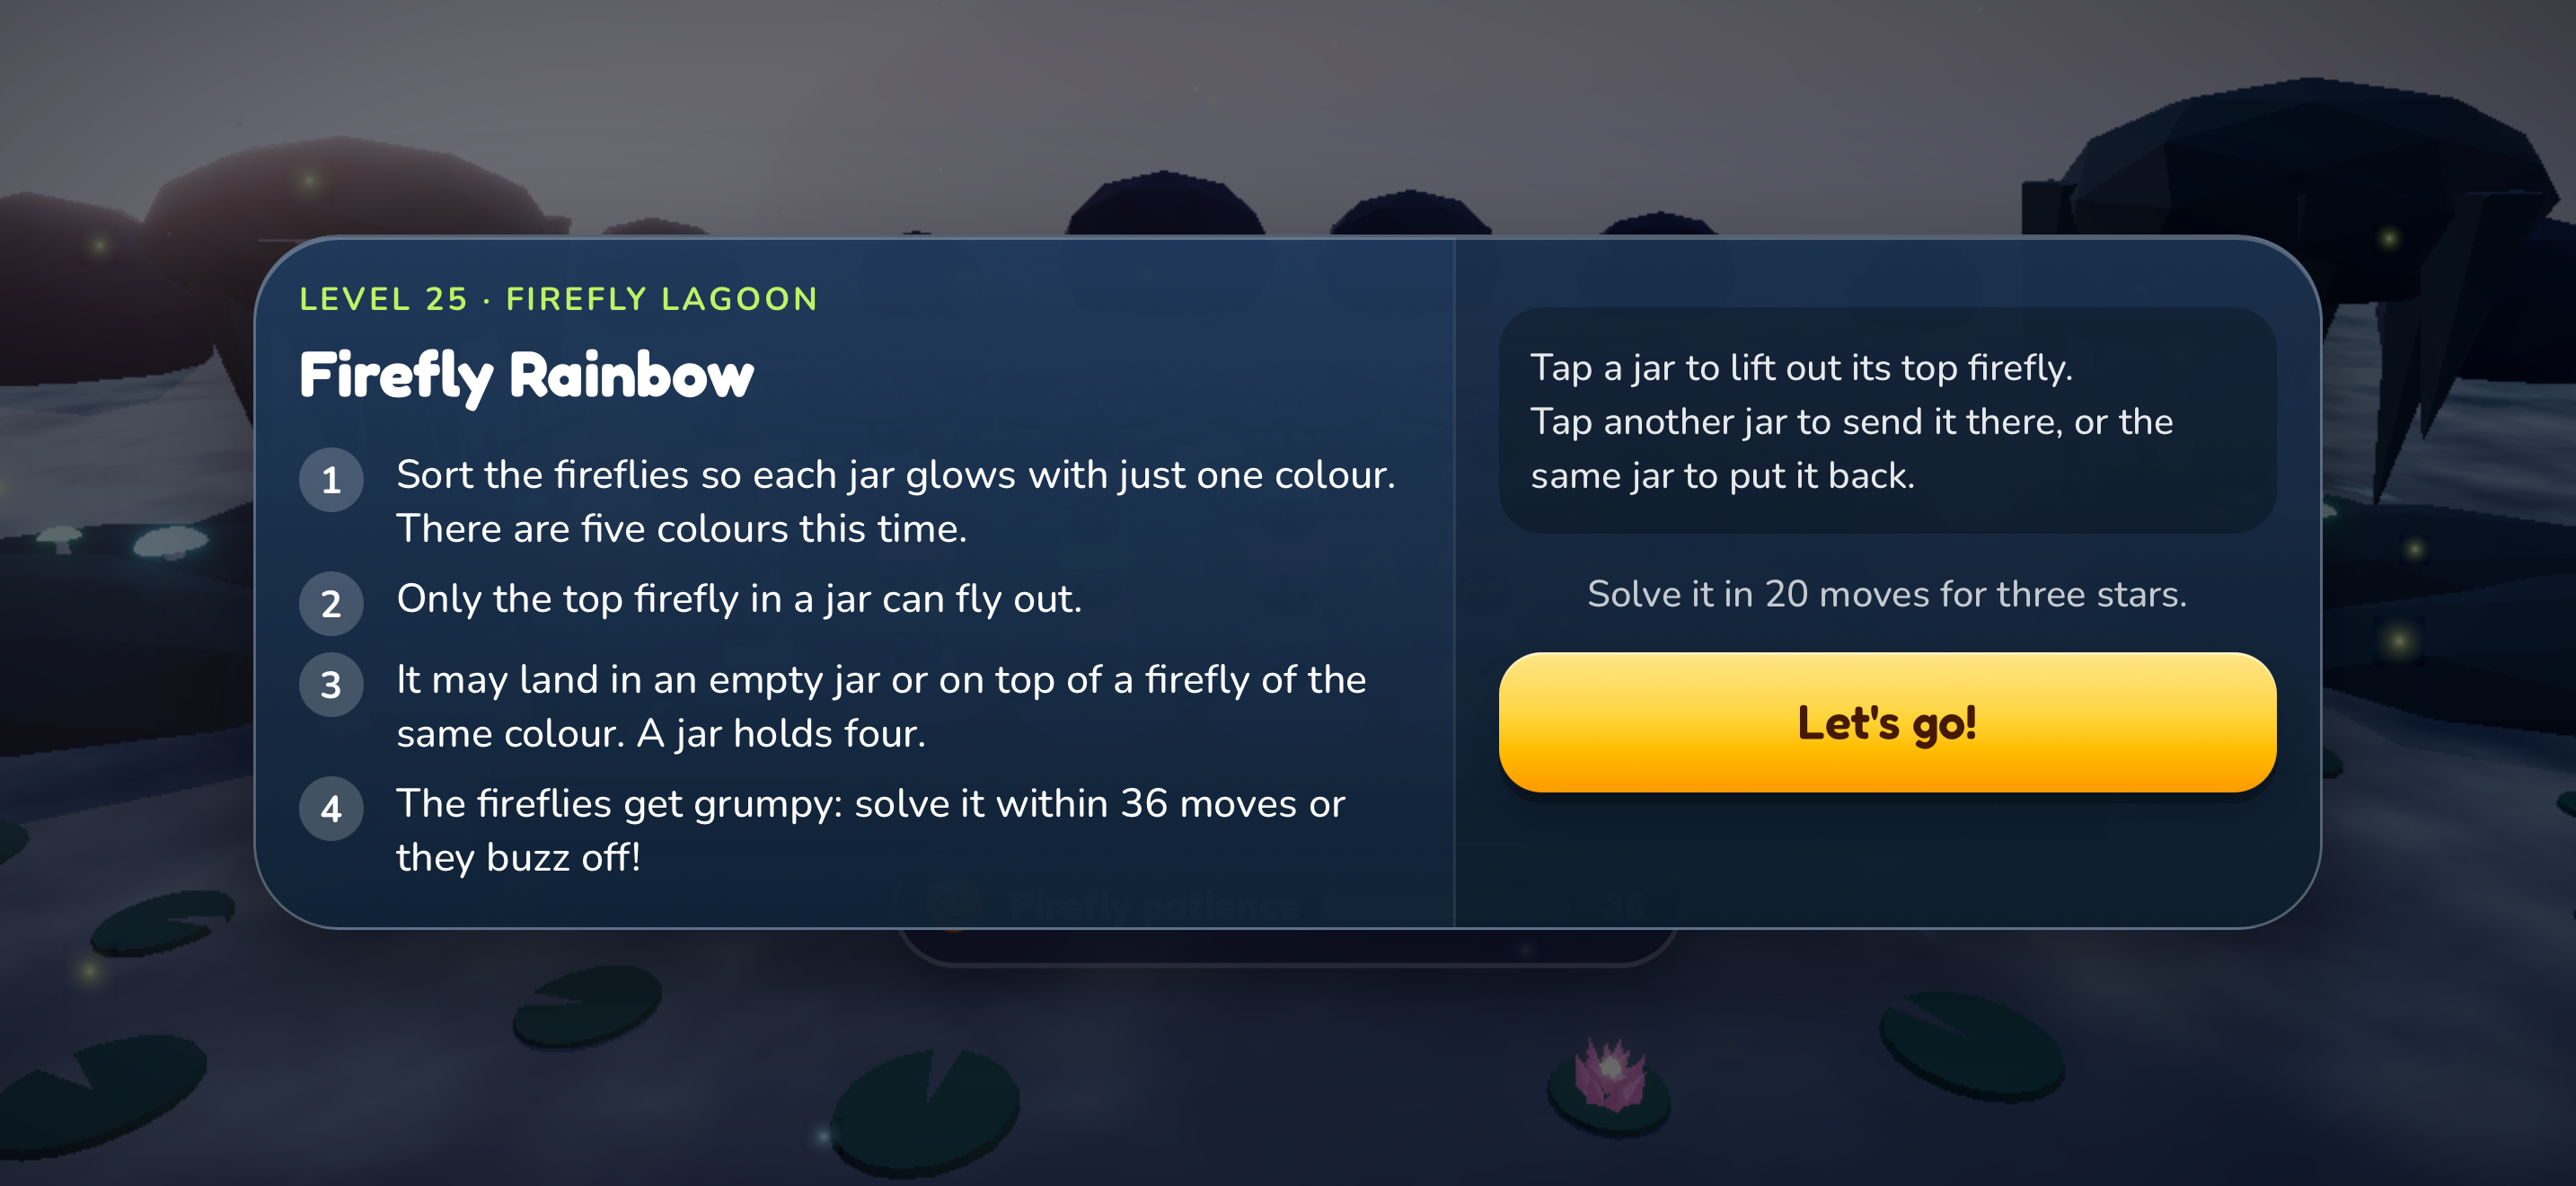 LEVEL 25 · FIREFLY LAGOON
Firefly Rainbow
1 Sort the fireflies so each jar glows with just one colour.
There are five colours this time.
2 Only the top firefly in a jar can fly out.
3 It may land in an empty jar or on top of a firefly of the
same colour. A jar holds four.
4 The fireflies get grumpy: solve it within 36 moves or
they buzz off!
Firefly patience 36
Tap a jar to lift out its top firefly.
Tap another jar to send it there, or the
same jar to put it back.
Solve it in 20 moves for three stars.
Let's go!